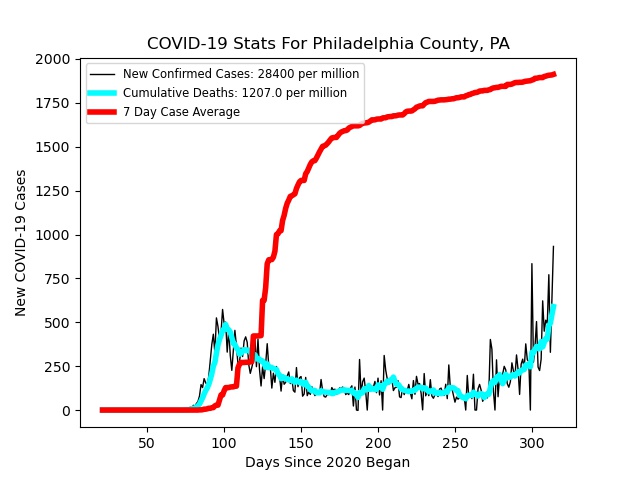 COVID-19 Stats For Philadelphia County, PA
New Confirmed Cases: 28400 per million
Cumulative Deaths: 1207.0 per million
7 Day Case Average
New COVID-19 Cases
2000
1750
1500
1250
1000
750
500
250
0
50 100 150 200 250 300
Days Since 2020 Began